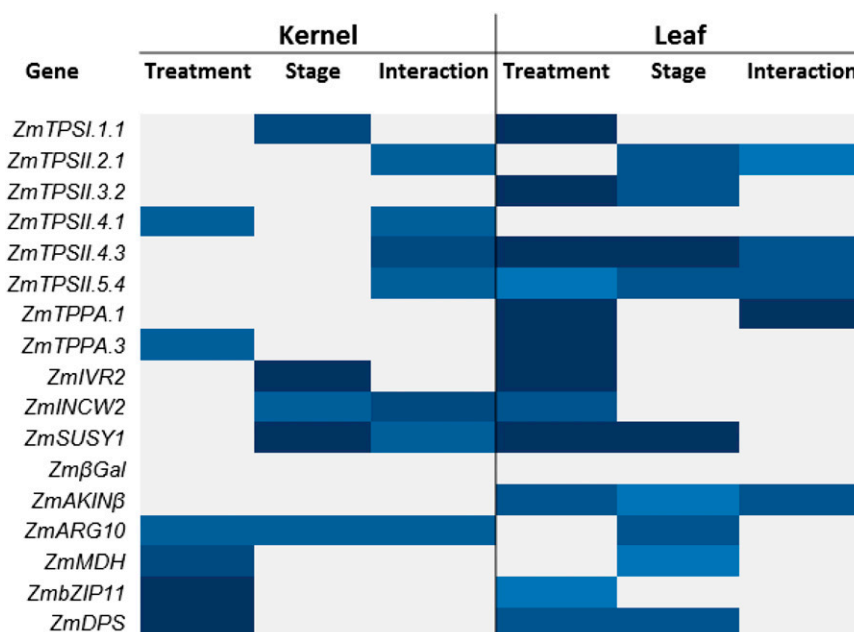 Kernel Leaf
Gene Treatment Stage Interaction Treatment Stage Interaction
ZmTPSI.1.1
ZmTPSII.2.1
ZmTPSII.3.2
ZmTPSII.4.1
ZmTPSII.4.3
ZmTPSII.5.4
ZmTPPA.1
ZmTPPA.3
ZmIVR2
ZmINCW2
ZmSUSY1
ZmβGal
ZmAKINβ
ZmARG10
ZmMDH
ZmbZIP11
ZmDPS